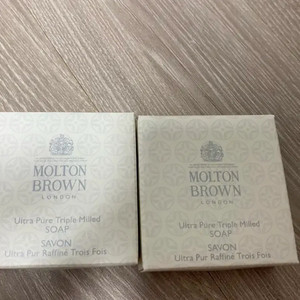 MOLTON
BROWN
LONDON
Ultra Pure Triple Milled
SOAP
SAVON
Ultra Pur Raffiné Trois Fois
MOLTON
BROWN
LONDON
Ultra Pure Triple Milled
SOAP
SAVON
Ultra Pur Raffiné Trois Fois